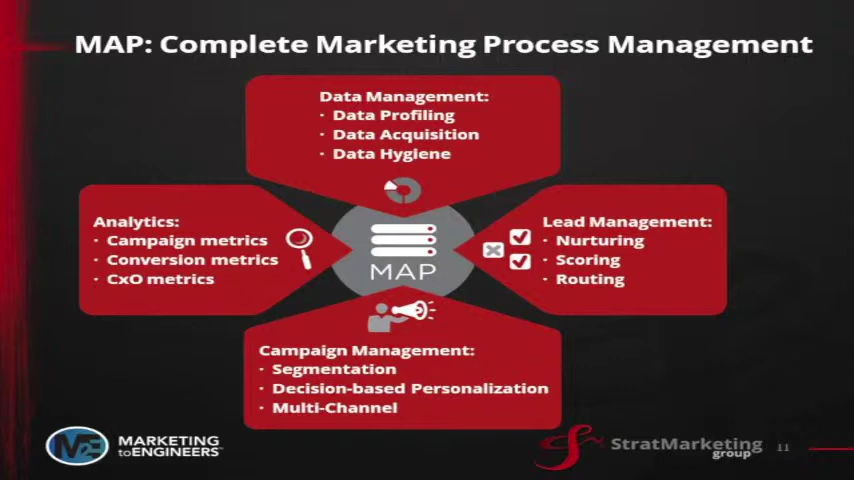 MAP: Complete Marketing Process Management
Data Management:
· Data Profiling
· Data Acquisition
· Data Hygiene
Analytics:
· Campaign metrics
· Conversion metrics
· CxO metrics
MAP
Lead Management:
· Nurturing
· Scoring
· Routing
Campaign Management:
· Segmentation
· Decision-based Personalization
· Multi-Channel
M2E
MARKETING
toENGINEERS
StratMarketing
group
11